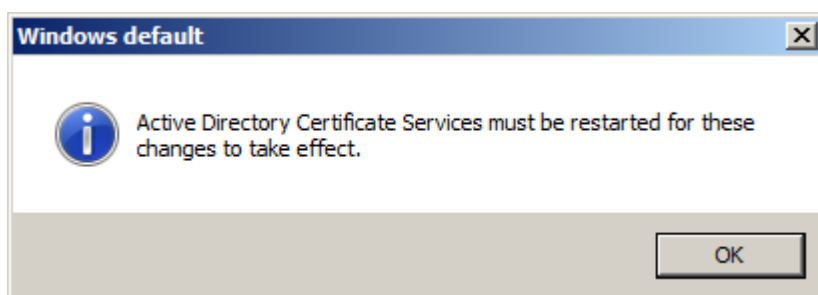 Windows default
Active Directory Certificate Services must be restarted for these
changes to take effect.
OK